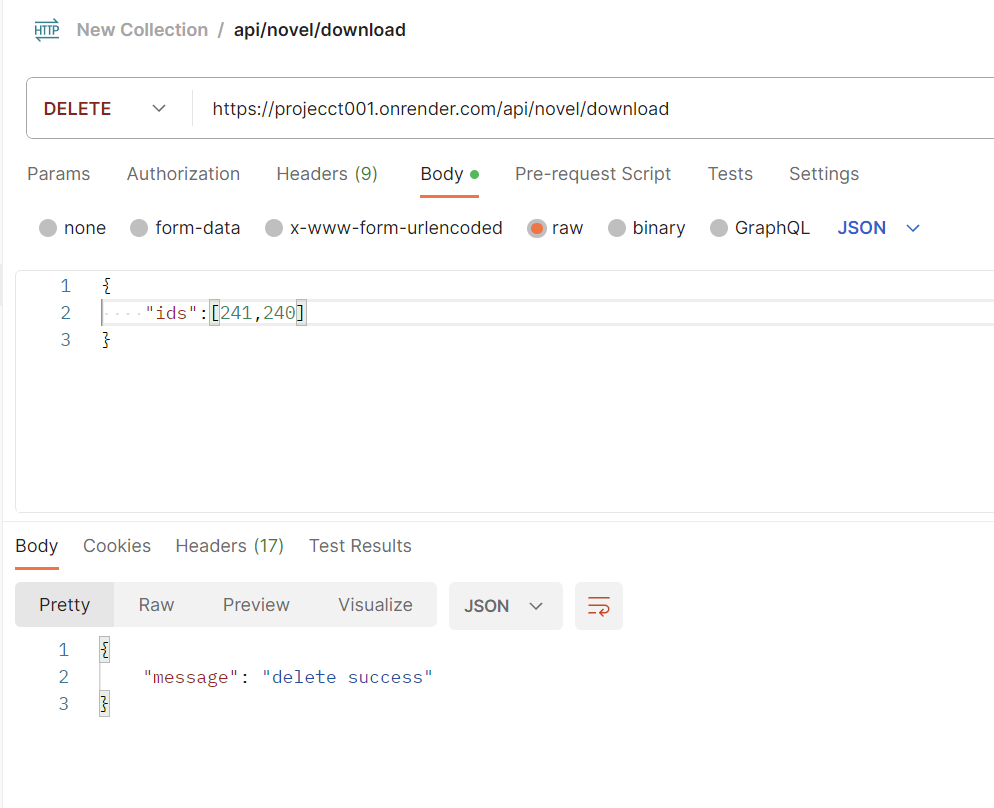 HTTP New Collection / api/novel/download
DELETE https://projecct001.onrender.com/api/novel/download
Params Authorization Headers (9) Body Pre-request Script Tests Settings
none form-data x-www-form-urlencoded raw binary GraphQL JSON
1 {
2 "ids":[241,240]
3 }
Body Cookies Headers (17) Test Results
Pretty Raw Preview Visualize JSON
1 {
2 "message": "delete success"
3 }